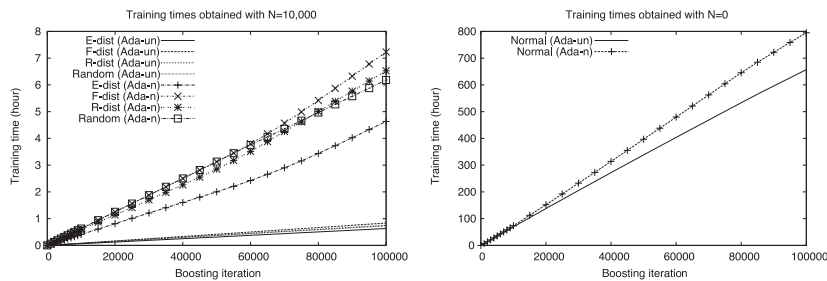 Training times obtained with N=10,000
8
7
6
5
4
3
2
1
0
Training time (hour)
E-dist (Ada-un)
F-dist (Ada-un)
R-dist (Ada-un)
Random (Ada-un)
E-dist (Ada-n)
F-dist (Ada-n)
R-dist (Ada-n)
Random (Ada-n)
0 20000 40000 60000 80000 100000
Boosting iteration
Training times obtained with N=0
800
700
600
500
400
300
200
100
0
Training time (hour)
Normal (Ada-un)
Normal (Ada-n)
0 20000 40000 60000 80000 100000
Boosting iteration